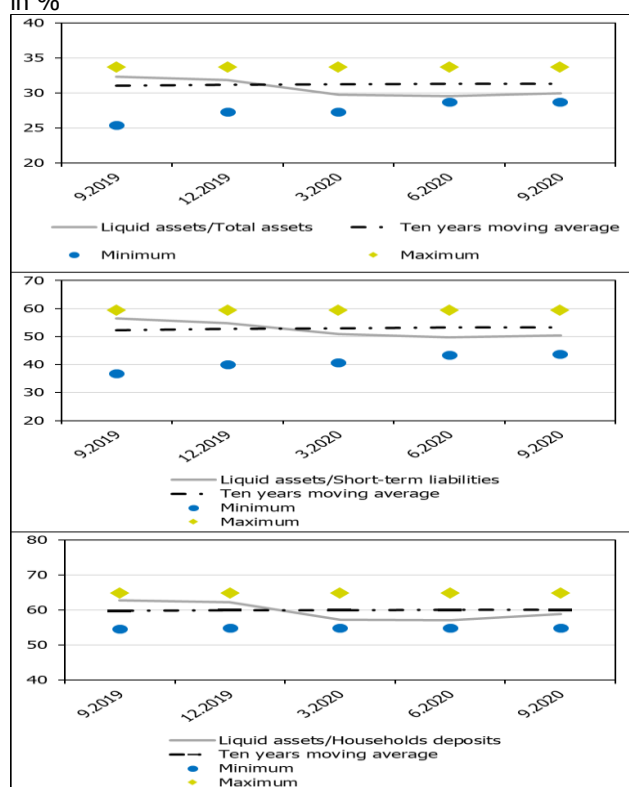 in %
40
35
30
25
20
9.2019 12.2019 3.2020 6.2020 9.2020
Liquid assets/Total assets Ten years moving average
Minimum Maximum
70
60
50
40
30
20
9.2019 12.2019 3.2020 6.2020 9.2020
Liquid assets/Short-term liabilities
Ten years moving average
Minimum
Maximum
80
70
60
50
40
9.2019 12.2019 3.2020 6.2020 9.2020
Liquid assets/Households deposits
Ten years moving average
Minimum
Maximum